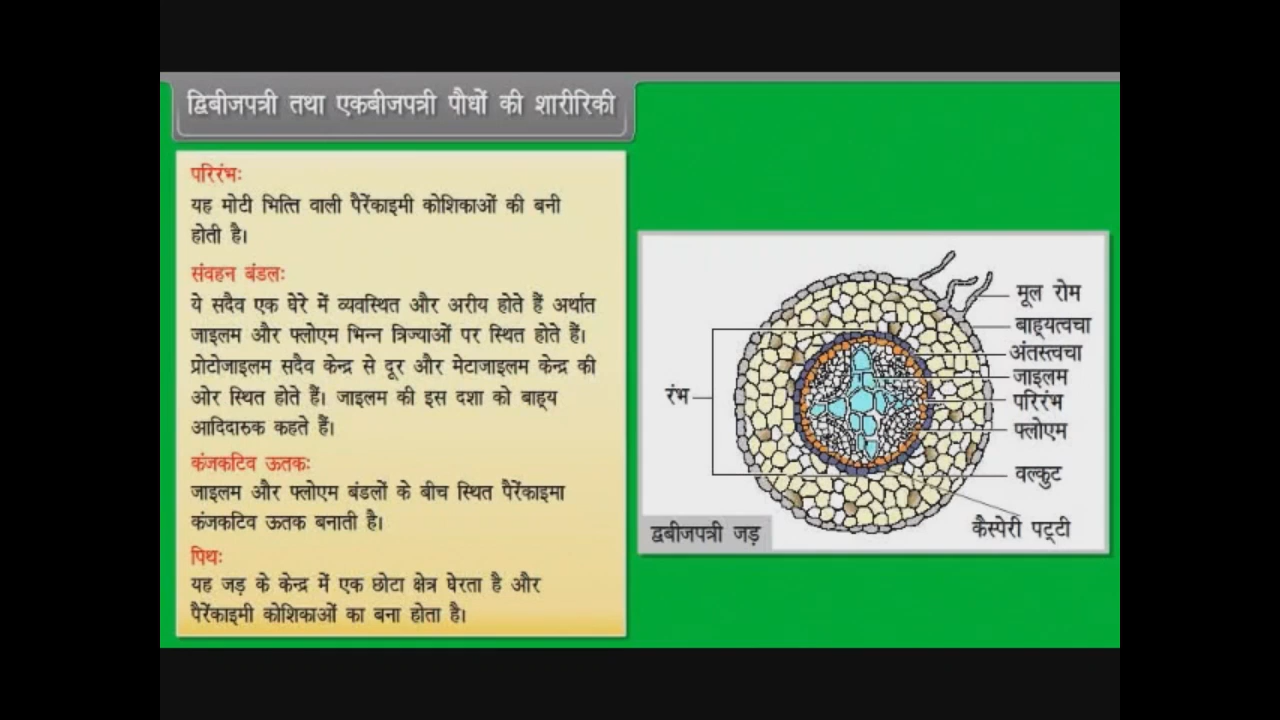 द्विबीजपत्री तथा एकबीजपत्री पौधों की शारीरिकी
परिरंभः
यह मोटी भित्ति वाली पैरेंकाइमी कोशिकाओं की बनी
होती है।
संवहन बंडलः
ये सदैव एक घेरे में व्यवस्थित और अरीय होते हैं अर्थात
जाइलम और फ्लोएम भिन्न त्रिज्याओं पर स्थित होते हैं।
प्रोटोजाइलम सदैव केन्द्र से दूर और मेटाजाइलम केन्द्र की
ओर स्थित होते हैं। जाइलम की इस दशा को बाह्य
आदिदारुक कहते हैं।
कंजकटिव ऊतकः
जाइलम और फ्लोएम बंडलों के बीच स्थित पैरेंकाइमा
कंजकटिव ऊतक बनाती है।
पिथः
यह जड़ के केन्द्र में एक छोटा क्षेत्र घेरता है और
पैरेंकाइमी कोशिकाओं का बना होता है।
मूल रोम
बाह्यत्वचा
अंतस्त्वचा
जाइलम
परिरंभ
फ्लोएम
वल्कुट
कैस्पेरी पट्टी
रंभ
द्वबीजपत्री जड़